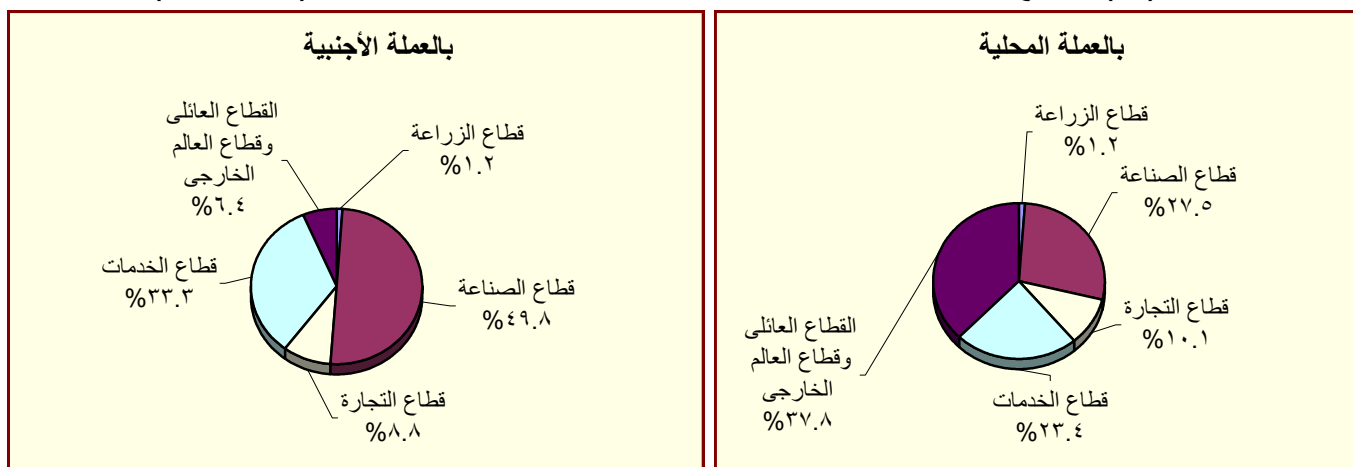 بالعملة المحلية
قطاع الزراعة
%١.٢
قطاع الصناعة
%٢٧.٥
قطاع التجارة
%١٠.١
قطاع الخدمات
%٢٣.٤
القطاع العائلى
وقطاع العالم
الخارجى
%٣٧.٨
بالعملة الأجنبية
قطاع الزراعة
%١.٢
قطاع الصناعة
%٤٩.٨
قطاع التجارة
%٨.٨
قطاع الخدمات
%٣٣.٣
القطاع العائلى
وقطاع العالم
الخارجى
%٦.٤